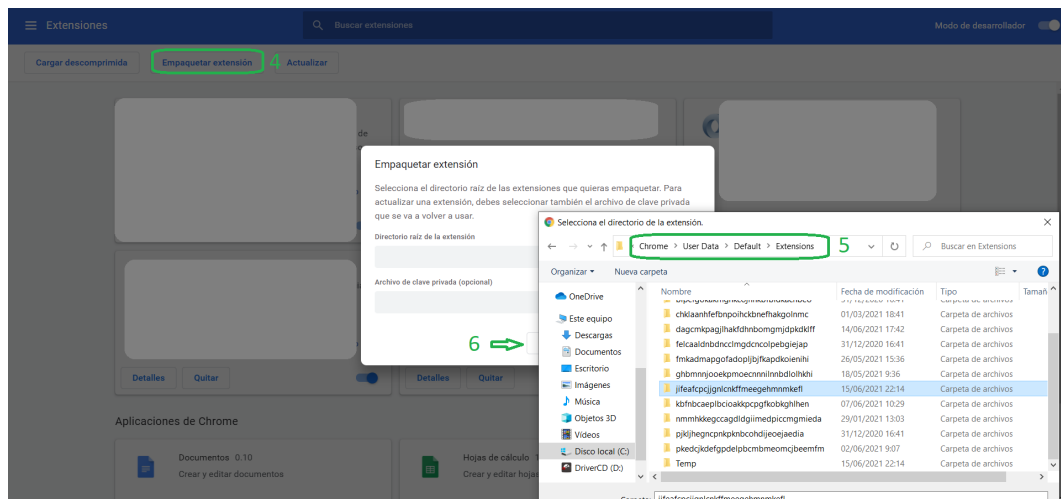 Extensiones
Buscar extensiones
Modo de desarrollador
Cargar descomprimida
Empaquetar extensión
4
Actualizar
de
Empaquetar extensión
Selecciona el directorio raíz de las extensiones que quieras empaquetar. Para
actualizar una extensión, debes seleccionar también el archivo de clave privada
que se va a volver a usar.
Directorio raíz de la extensión
Archivo de clave privada (opcional)
6
Selecciona el directorio de la extensión.
Chrome > User Data > Default > Extensions
5
Buscar en Extensions
Organizar
Nueva carpeta
OneDrive
Este equipo
Descargas
Documentos
Escritorio
Imágenes
Música
Objetos 3D
Vídeos
Disco local (C:)
DriverCD (D:)
Nombre Fecha de modificación Tipo Tamañ
chklaanhfefbnpoihckbnefhakgolnmc 01/03/2021 18:41 Carpeta de archivos
dagcmkpagjlhakfdhnbomgmjdpkdklff 14/06/2021 17:42 Carpeta de archivos
felcaaldnbdncclmgdcncolpebgiejap 31/12/2020 16:41 Carpeta de archivos
fmkadmapgofadopljbjfkapdkoienihi 26/05/2021 15:36 Carpeta de archivos
ghbmnnjooekpmoecnnnilnnbdlolhkhi 18/05/2021 9:36 Carpeta de archivos
jifeafcpcjjgnlcnkffmeegehmnmkefl 15/06/2021 22:14 Carpeta de archivos
kbfnbcaeplbcioakkpcpgfkobkghlhen 07/06/2021 10:29 Carpeta de archivos
nmmhkkegccagdldgiimedpiccmgmieda 29/01/2021 13:03 Carpeta de archivos
pjkljhegncpnkpknbcohdijeoejaedia 31/12/2020 16:41 Carpeta de archivos
pkedcjkdefgpdelpbcmbmeomcjbeemfm 02/06/2021 9:07 Carpeta de archivos
Temp 15/06/2021 22:14 Carpeta de archivos
Detalles
Quitar
Detalles
Quitar
Aplicaciones de Chrome
Documentos 0.10
Crear y editar documentos
Hojas de cálculo
Crear y editar hojas